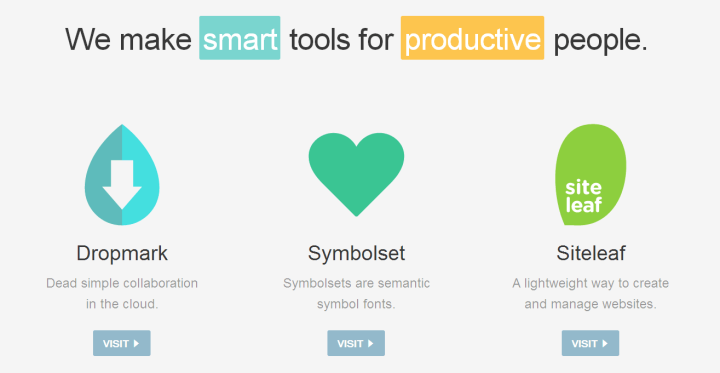 We make smart tools for productive people.
site
leaf
Dropmark
Dead simple collaboration
in the cloud.
VISIT
Symbolset
Symbolsets are semantic
symbol fonts.
VISIT
Siteleaf
A lightweight way to create
and manage websites.
VISIT